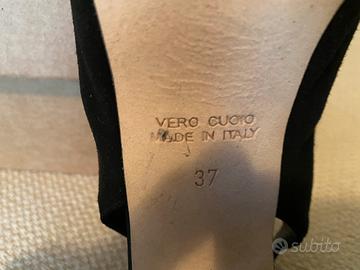 VERO CUOIO
MADE IN ITALY
37
subito